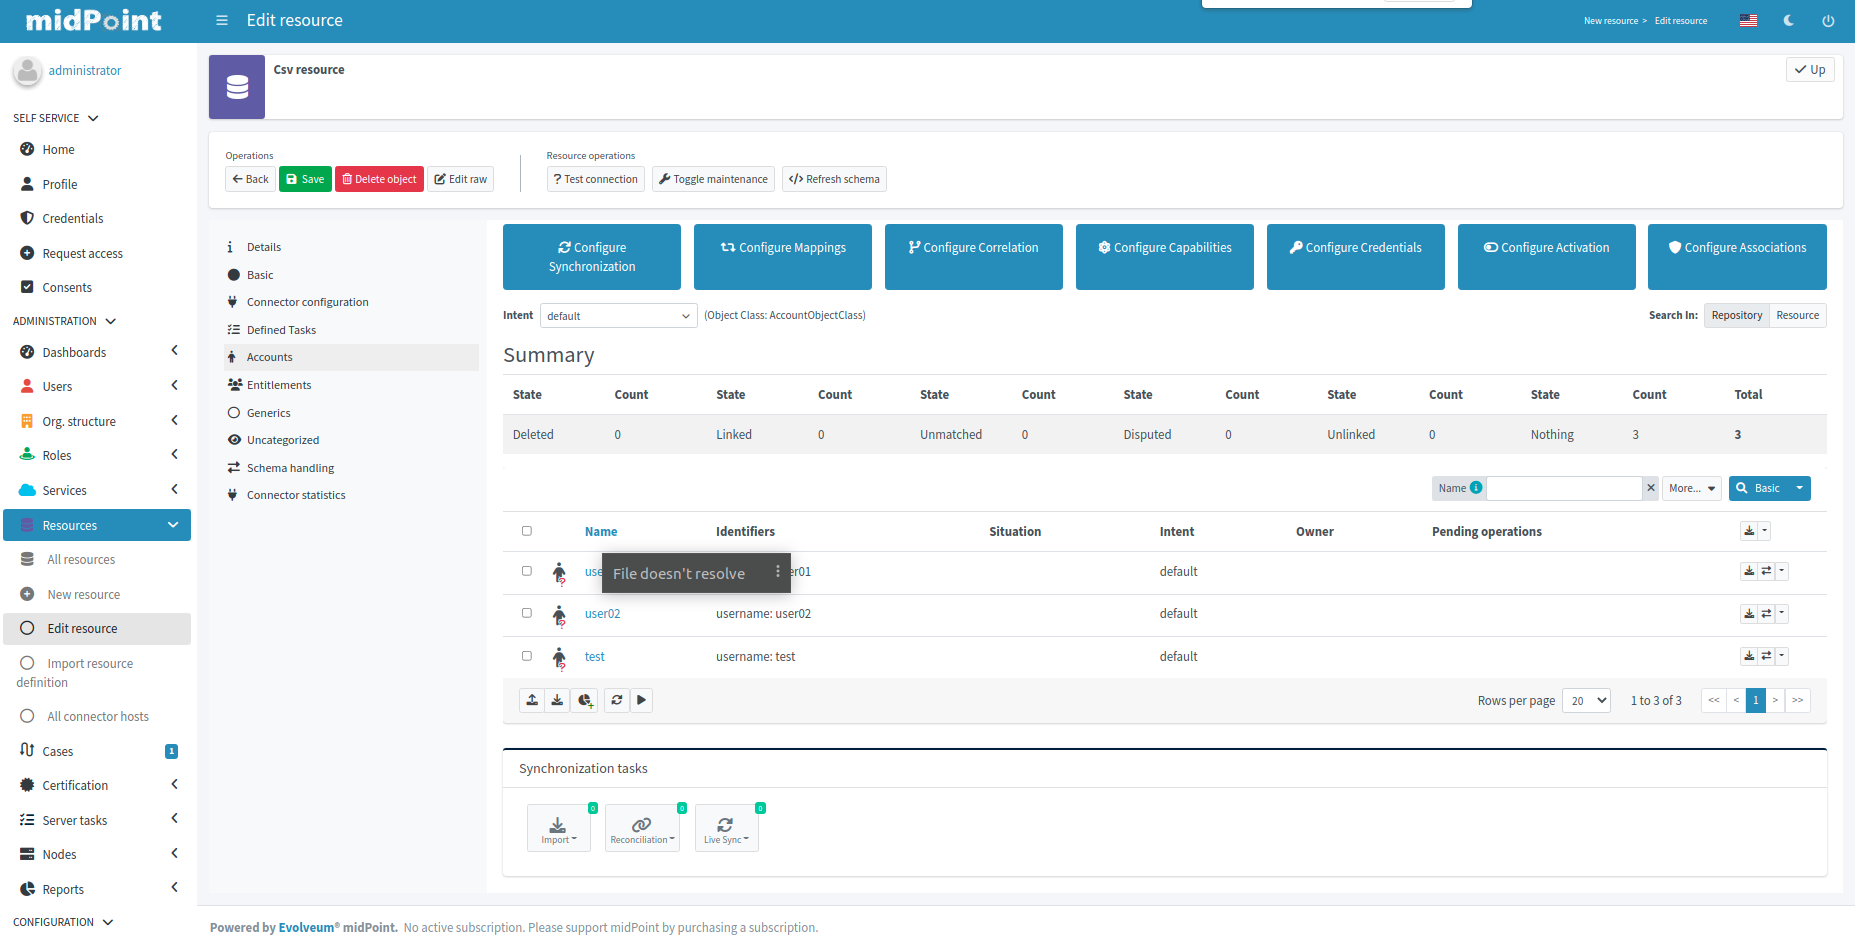 midPoint
Edit resource
New resource > Edit resource
administrator
Csv resource
Up
SELF SERVICE
Home
Profile
Credentials
Request access
Consents
ADMINISTRATION
Dashboards
Users
Org. structure
Roles
Services
Resources
All resources
New resource
Edit resource
Import resource
definition
All connector hosts
Cases 1
Certification
Server tasks
Nodes
Reports
CONFIGURATION
Operations
Back Save Delete object Edit raw
Resource operations
? Test connection Toggle maintenance </> Refresh schema
Details
Basic
Connector configuration
Defined Tasks
Accounts
Entitlements
Generics
Uncategorized
Schema handling
Connector statistics
Configure
Synchronization
Configure Mappings
Configure Correlation
Configure Capabilities
Configure Credentials
Configure Activation
Configure Associations
Intent default (Object Class: AccountObjectClass)
Search In: Repository Resource
Summary
State Count State Count State Count State Count State Count State Count Total
Deleted 0 Linked 0 Unmatched 0 Disputed 0 Unlinked 0 Nothing 3 3
Name More... Basic
Name Identifiers Situation Intent Owner Pending operations
use File doesn't resolve er01 default
user02 username: user02 default
test username: test default
Rows per page 20 1 to 3 of 3 << < 1 > >>
Synchronization tasks
0 0 0
Import Reconciliation Live Sync
Powered by Evolveum® midPoint. No active subscription. Please support midPoint by purchasing a subscription.